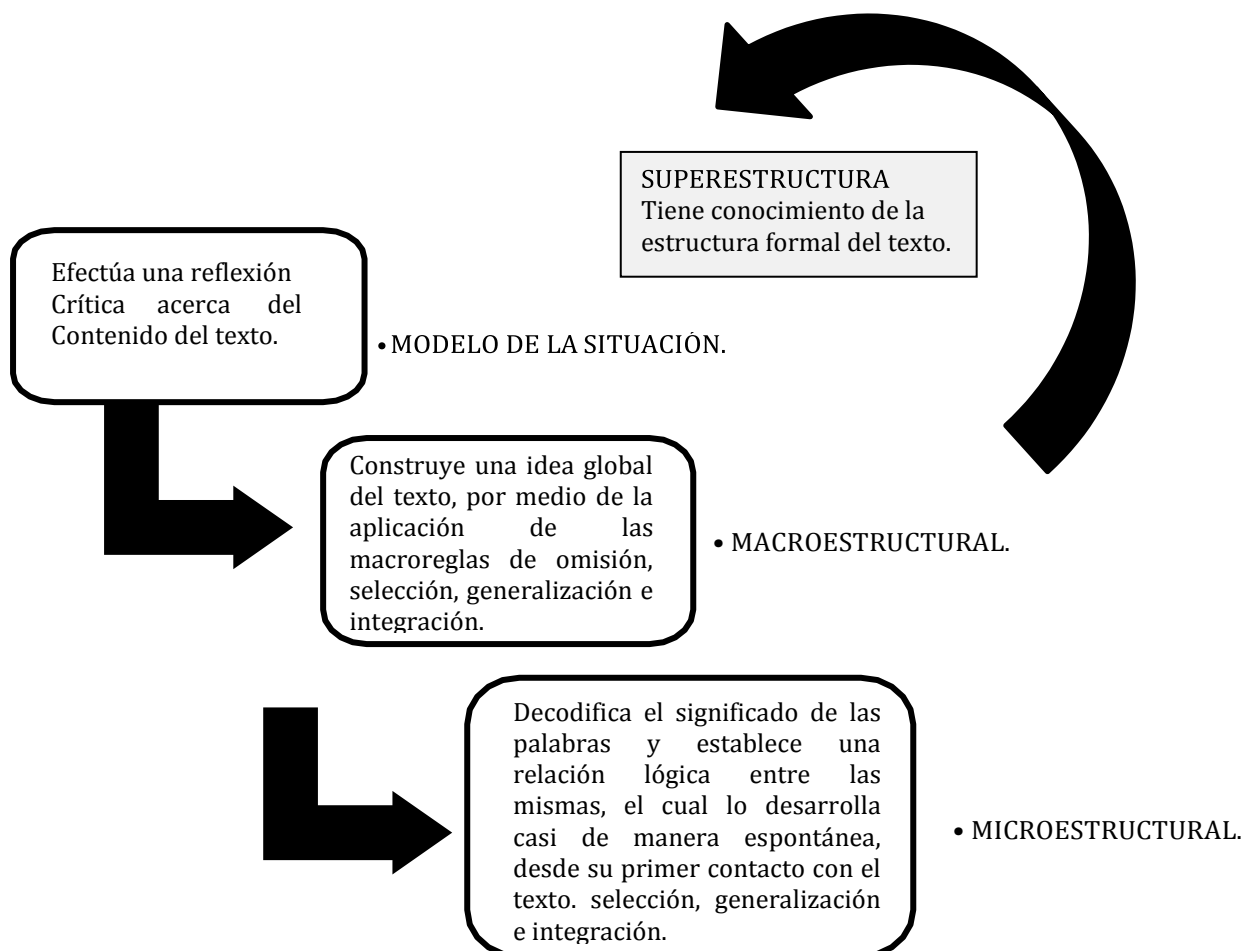 SUPERESTRUCTURA
Tiene conocimiento de la
estructura formal del texto.
Efectúa una reflexión
Crítica acerca del
Contenido del texto.
• MODELO DE LA SITUACIÓN.
Construye una idea global
del texto, por medio de la
aplicación de las
macroreglas de omisión,
selección, generalización e
integración.
• MACROESTRUCTURAL.
Decodifica el significado de las
palabras y establece una
relación lógica entre las
mismas, el cual lo desarrolla
casi de manera espontánea,
desde su primer contacto con el
texto. selección, generalización
e integración.
• MICROESTRUCTURAL.